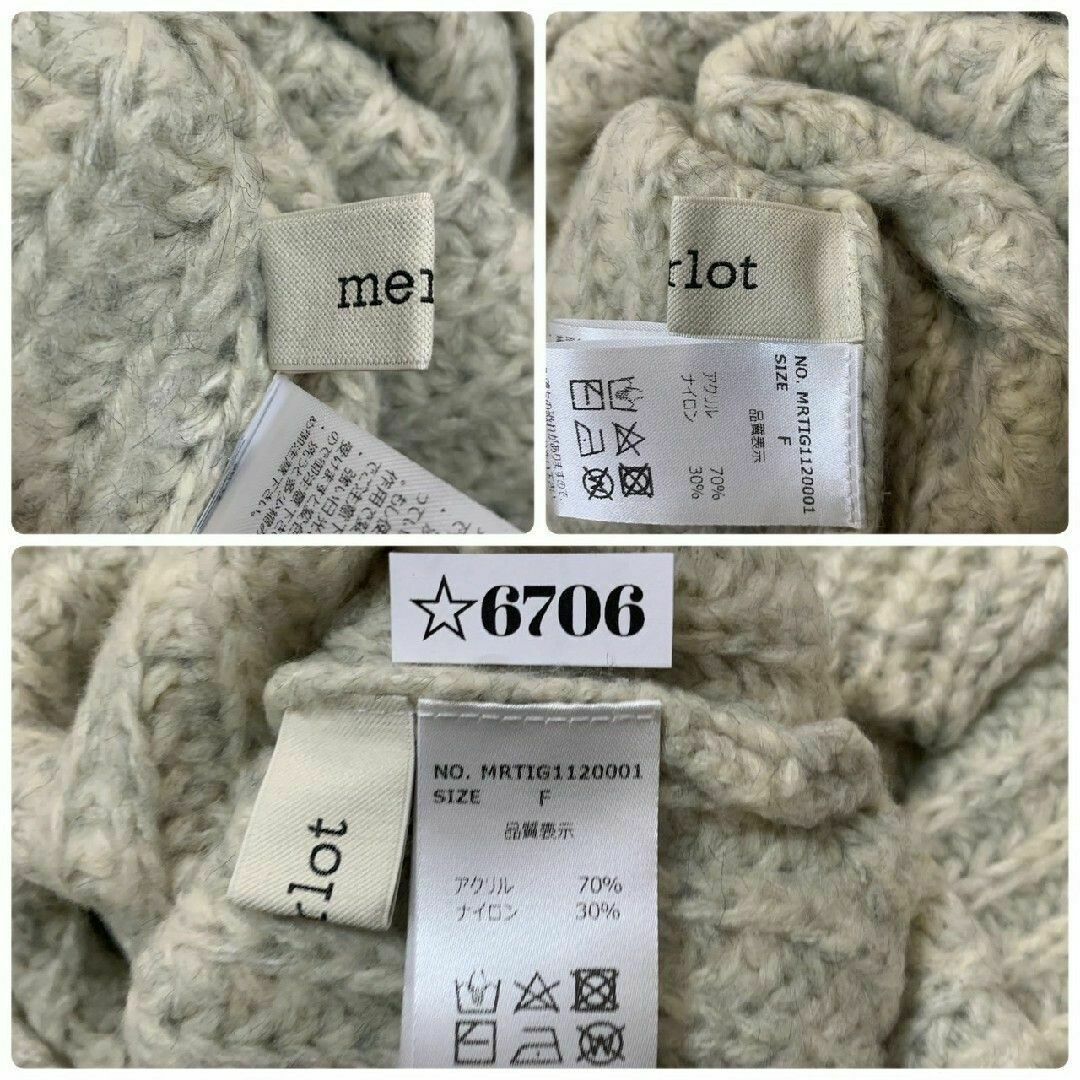 mer
rlot
NO. MRTIG1120001
SIZE F
品質表示
アクリル 70%
ナイロン 30%
☆6706
rlot
NO. MRTIG1120001
SIZE F
品質表示
アクリル 70%
ナイロン 30%
W